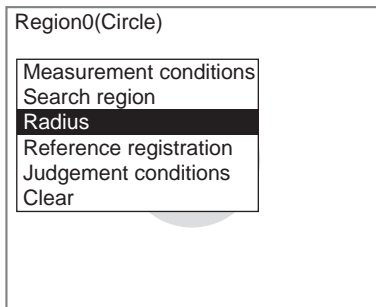 Region0(Circle)
Measurement conditions
Search region
Radius
Reference registration
Judgement conditions
Clear